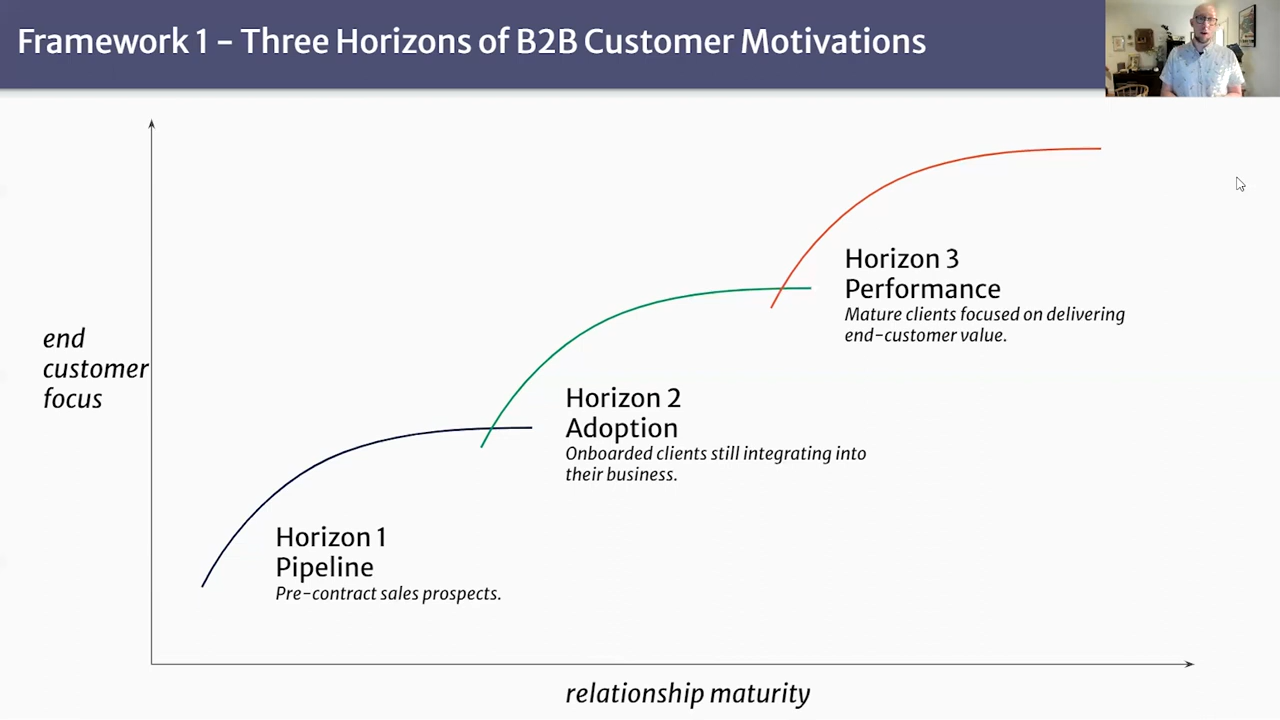 Framework 1 – Three Horizons of B2B Customer Motivations
end
customer
focus
Horizon 3
Performance
Mature clients focused on delivering
end-customer value.
Horizon 2
Adoption
Onboarded clients still integrating into
their business.
Horizon 1
Pipeline
Pre-contract sales prospects.
relationship maturity